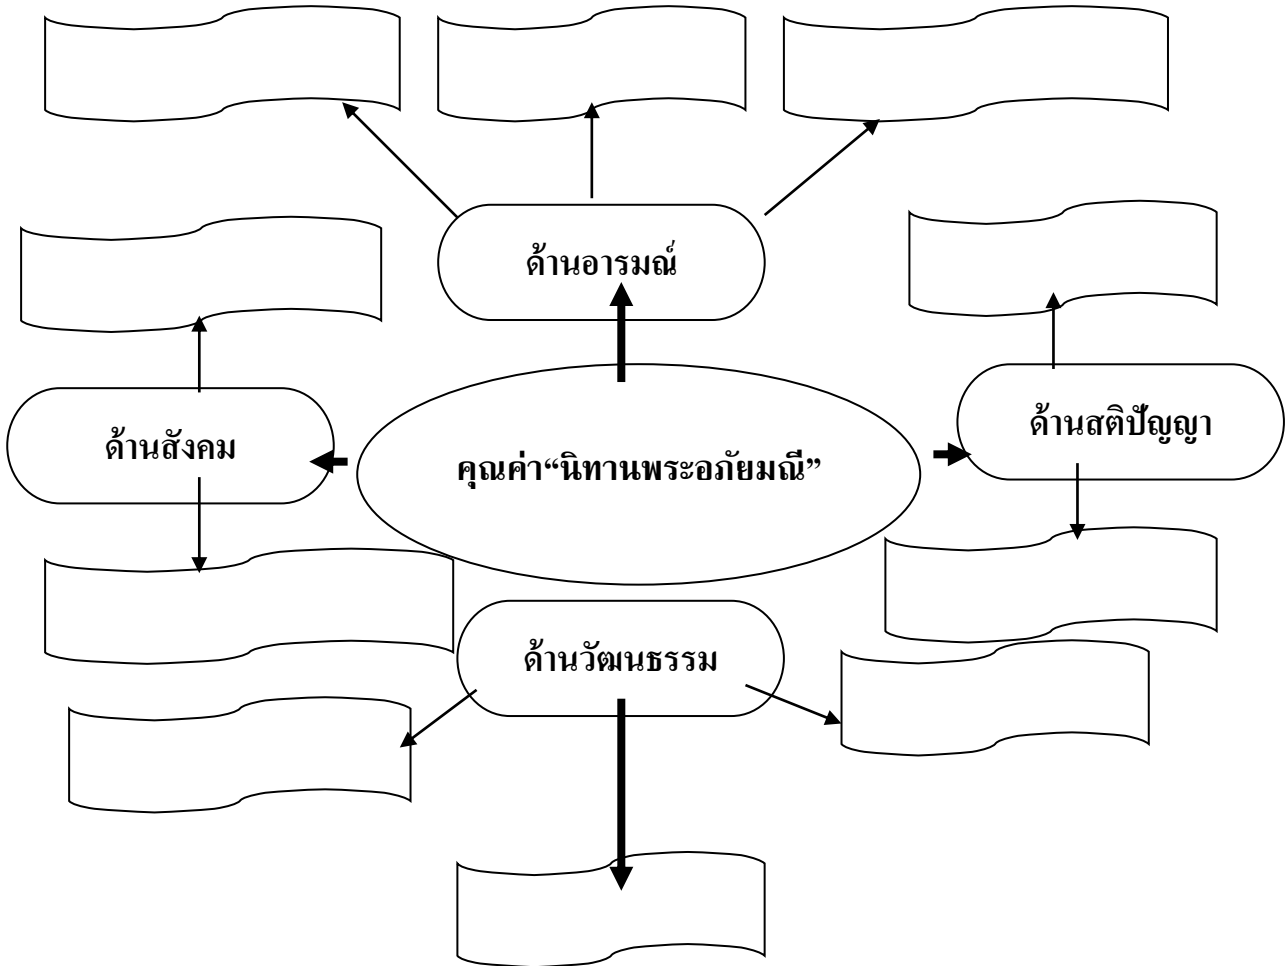 ด้านอารมณ์
ด้านสังคม
คุณค่า“นิทานพระอภัยมณี”
ด้านสติปัญญา
ด้านวัฒนธรรม